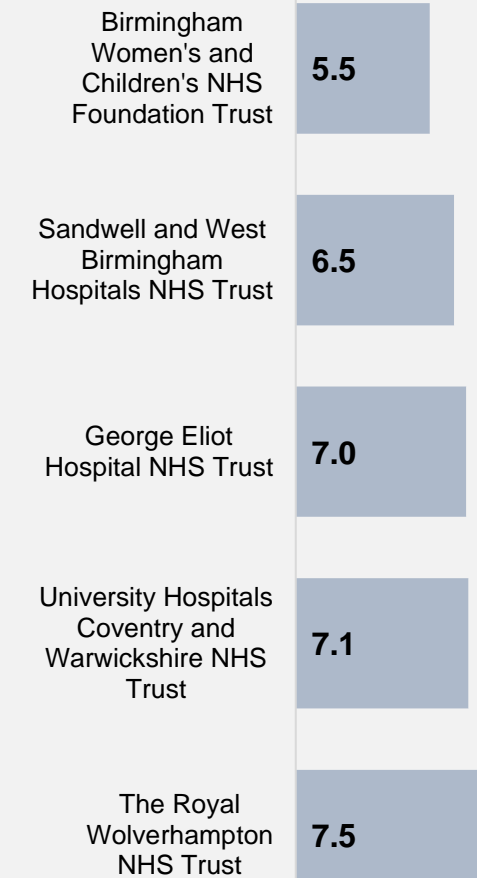 Birmingham
Women's and
Children's NHS
Foundation Trust
5.5
Sandwell and West
Birmingham
Hospitals NHS Trust
6.5
George Eliot
Hospital NHS Trust
7.0
University Hospitals
Coventry and
Warwickshire NHS
Trust
7.1
The Royal
Wolverhampton
NHS Trust
7.5